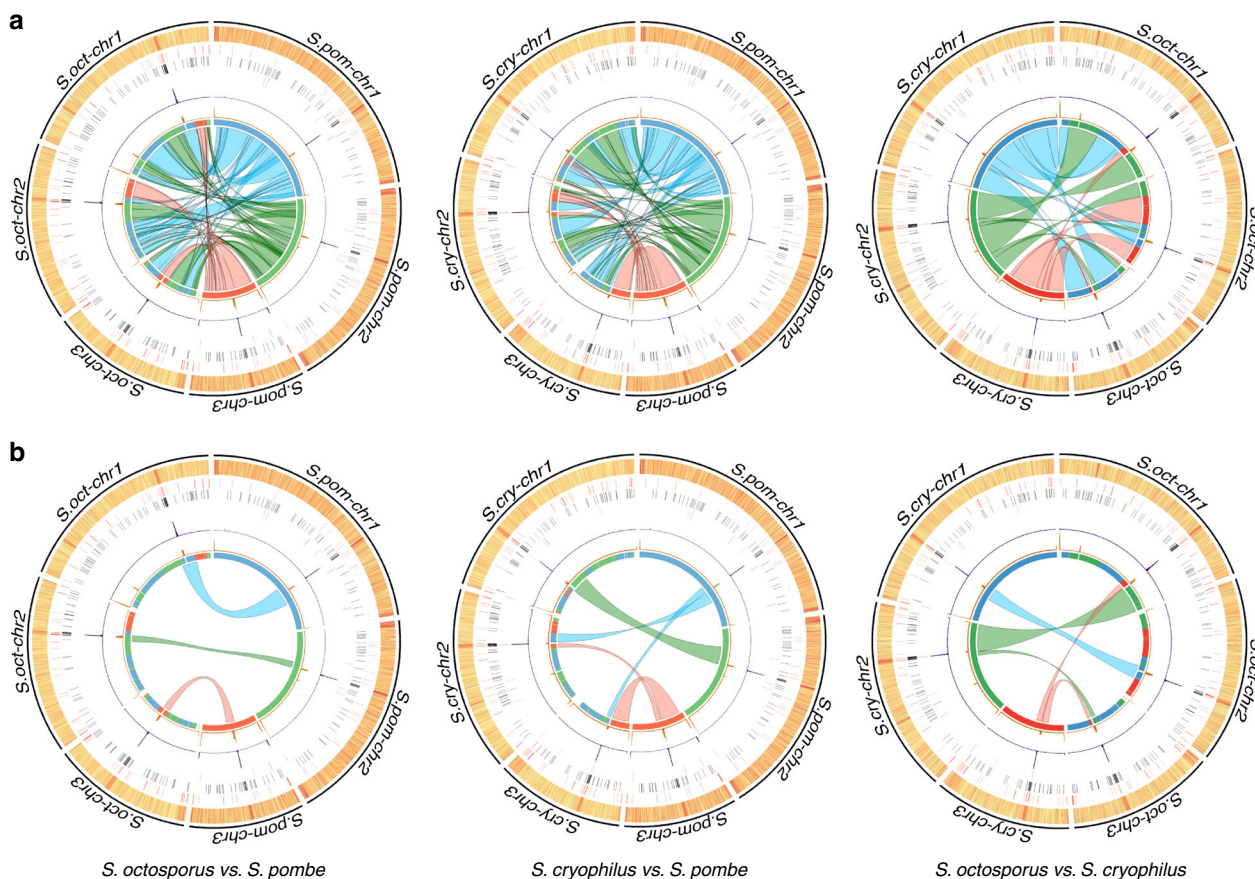 a
S.oct-chr1
S.pom-chr1
S.oct-chr2
S.pom-chr2
S.oct-chr3
S.pom-chr3
S.cry-chr1
S.pom-chr1
S.cry-chr2
S.pom-chr2
S.cry-chr3
S.pom-chr3
S.cry-chr1
S.oct-chr1
S.cry-chr2
S.oct-chr2
S.cry-chr3
S.oct-chr3
b
S.oct-chr1
S.pom-chr1
S.oct-chr2
S.pom-chr2
S.oct-chr3
S.pom-chr3
S.cry-chr1
S.pom-chr1
S.cry-chr2
S.pom-chr2
S.cry-chr3
S.pom-chr3
S.cry-chr1
S.oct-chr1
S.cry-chr2
S.oct-chr2
S.cry-chr3
S.oct-chr3
S. octosporus vs. S. pombe
S. cryophilus vs. S. pombe
S. octosporus vs. S. cryophilus